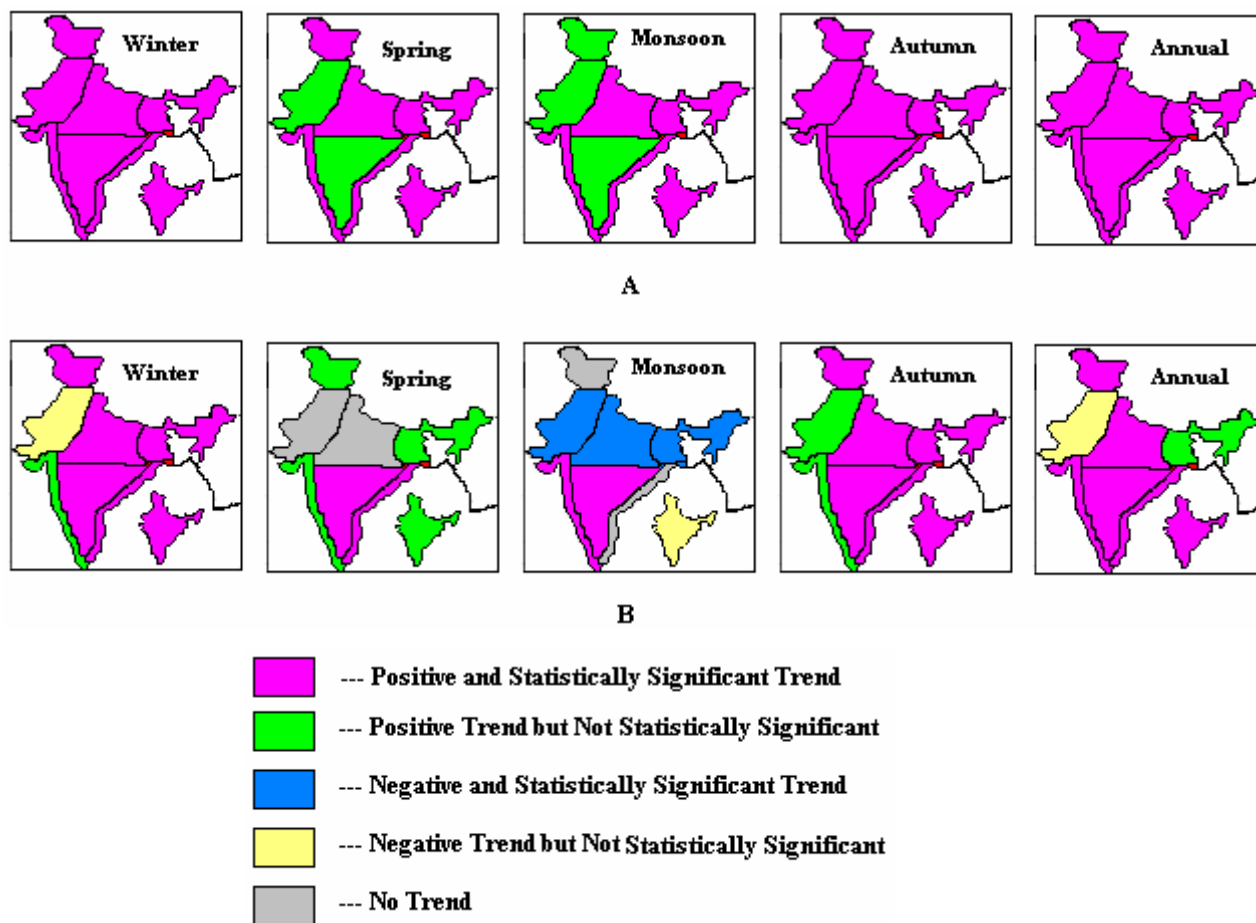 Winter
Spring
Monsoon
Autumn
Annual
A
Winter
Spring
Monsoon
Autumn
Annual
B
--- Positive and Statistically Significant Trend
--- Positive Trend but Not Statistically Significant
--- Negative and Statistically Significant Trend
--- Negative Trend but Not Statistically Significant
--- No Trend